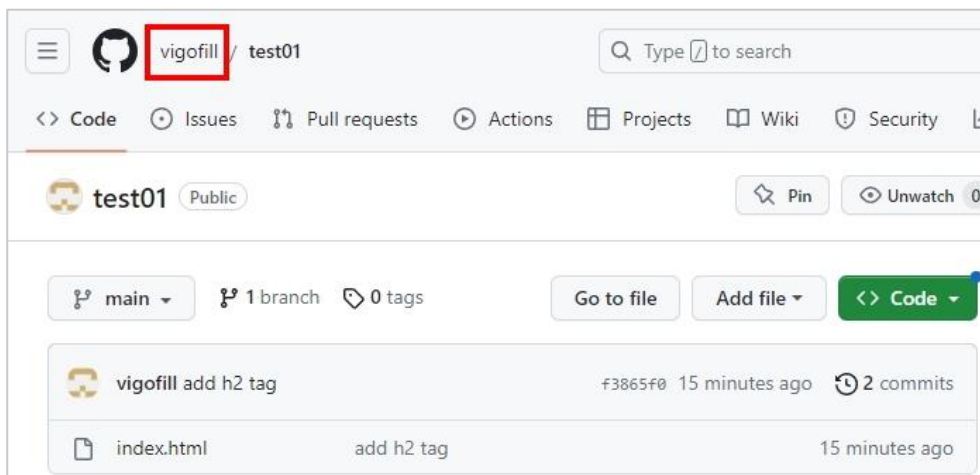 vigofill / test01
Type / to search
Code Issues Pull requests Actions Projects Wiki Security
test01 Public
Pin Unwatch 0
main 1 branch 0 tags
Go to file Add file Code
vigofill add h2 tag f3865f0 15 minutes ago 2 commits
index.html add h2 tag 15 minutes ago